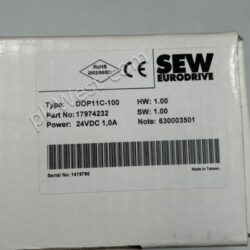 RoHS
2002/95/EC
CE
SEW
EURODRIVE
Type: DOP11C-100 HW: 1.00
Part No: 17974232 SW: 1.00
Power: 24VDC 1,0A Note: 630003501
Serial No: Made in Taiwan
1419780